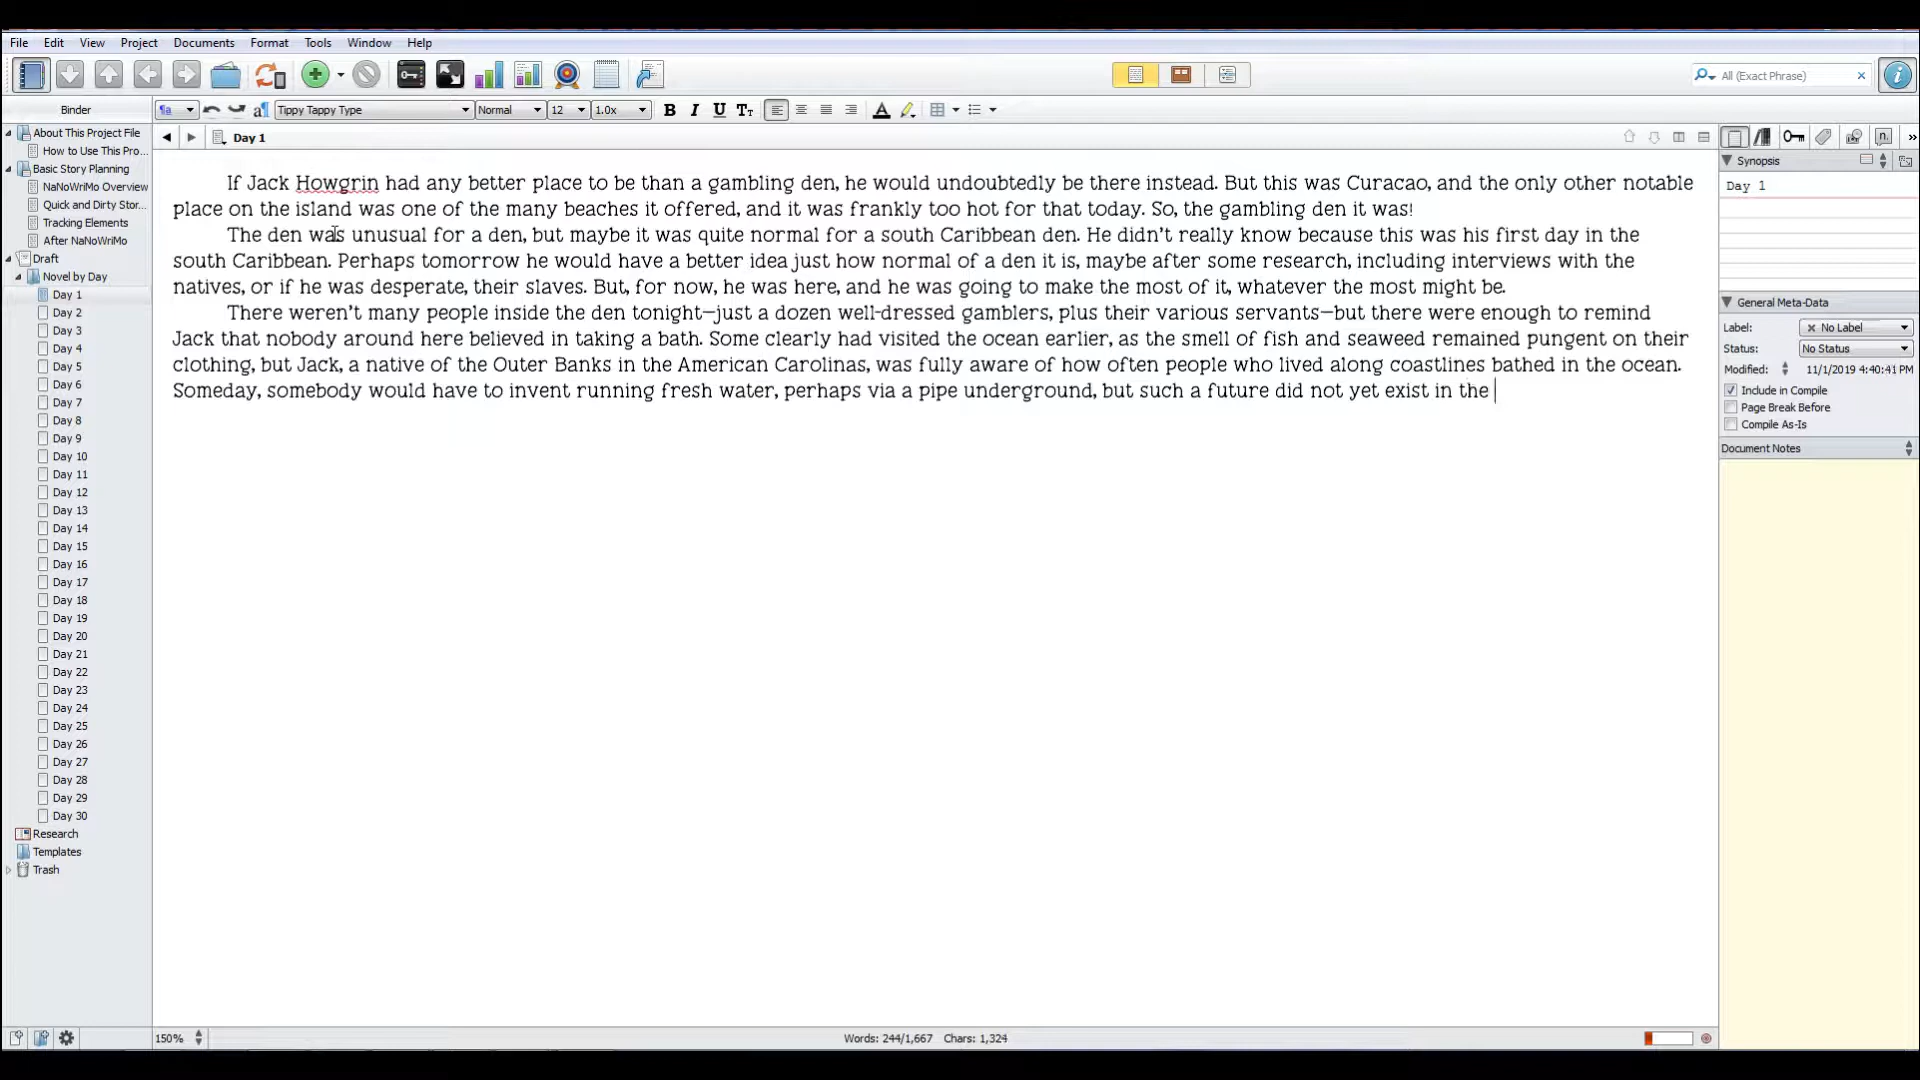 File Edit View Project Documents Format Tools Window Help
All (Exact Phrase)
Binder
Tippy Tappy Type Normal 12 1.0x B I U
Day 1
About This Project File
How to Use This Pro...
Basic Story Planning
NaNoWriMo Overview
Quick and Dirty Stor...
Tracking Elements
After NaNoWriMo
Draft
Novel by Day
Day 1
Day 2
Day 3
Day 4
Day 5
Day 6
Day 7
Day 8
Day 9
Day 10
Day 11
Day 12
Day 13
Day 14
Day 15
Day 16
Day 17
Day 18
Day 19
Day 20
Day 21
Day 22
Day 23
Day 24
Day 25
Day 26
Day 27
Day 28
Day 29
Day 30
Research
Templates
Trash
If Jack Howgrin had any better place to be than a gambling den, he would undoubtedly be there instead. But this was Curacao, and the only other notable
place on the island was one of the many beaches it offered, and it was frankly too hot for that today. So, the gambling den it was!
The den was unusual for a den, but maybe it was quite normal for a south Caribbean den. He didn't really know because this was his first day in the
south Caribbean. Perhaps tomorrow he would have a better idea just how normal of a den it is, maybe after some research, including interviews with the
natives, or if he was desperate, their slaves. But, for now, he was here, and he was going to make the most of it, whatever the most might be.
There weren't many people inside the den tonight—just a dozen well-dressed gamblers, plus their various servants—but there were enough to remind
Jack that nobody around here believed in taking a bath. Some clearly had visited the ocean earlier, as the smell of fish and seaweed remained pungent on their
clothing, but Jack, a native of the Outer Banks in the American Carolinas, was fully aware of how often people who lived along coastlines bathed in the ocean.
Someday, somebody would have to invent running fresh water, perhaps via a pipe underground, but such a future did not yet exist in the
Synopsis
Day 1
General Meta-Data
Label: No Label
Status: No Status
Modified: 11/1/2019 4:40:41 PM
Include in Compile
Page Break Before
Compile As-Is
Document Notes
150%
Words: 244/1,667 Chars: 1,324